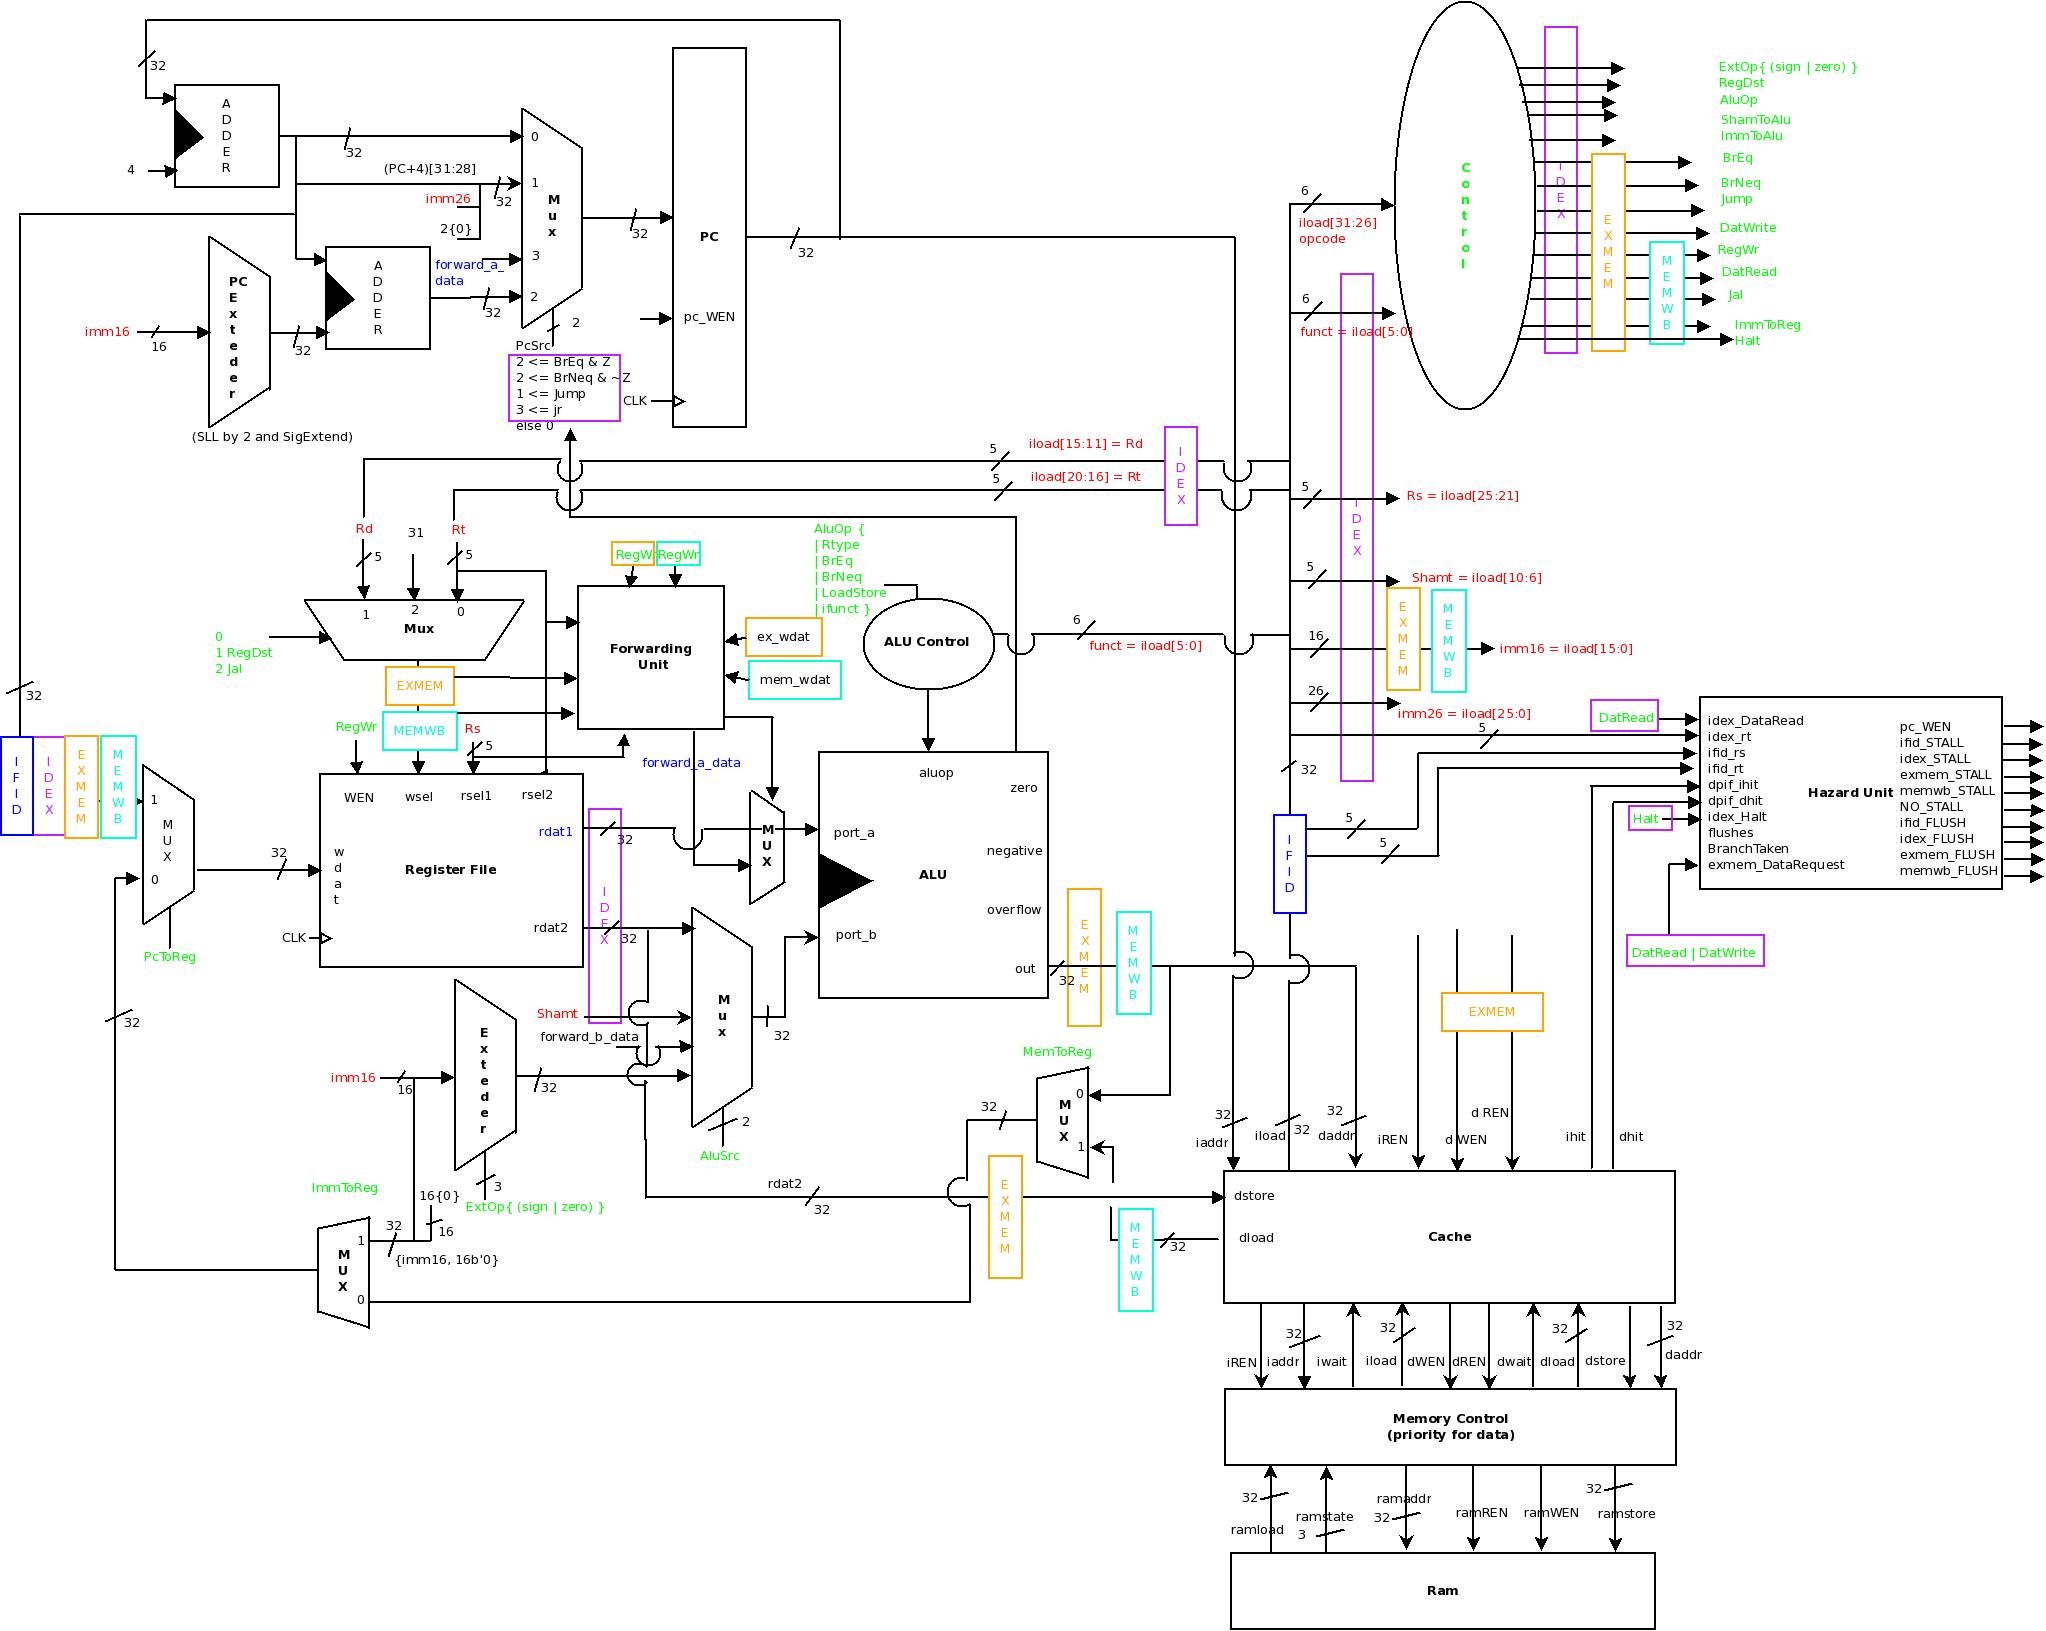 32
ADDER
4
32
(PC+4)[31:28]
imm26
32
2{0}
0
1
3
2
Mux
forward_a_
data
ADDER
32
32
PC Exteder
imm16
16
(SLL by 2 and SigExtend)
2
PcSrc
2 <= BrEq & Z
2 <= BrNeq & ~Z
1 <= Jump
3 <= jr
else 0
32
PC
pc_WEN
CLK
32
Control
6
iload[31:26]
opcode
6
funct = iload[5:0]
IDEX
EXMEM
MEMWB
ExtOp{ (sign | zero) }
RegDst
AluOp
ShamToAlu
ImmToAlu
BrEq
BrNeq
Jump
DatWrite
RegWr
DatRead
Jal
ImmToReg
Halt
5
iload[15:11] = Rd
5
iload[20:16] = Rt
IDEX
IDEX
5
Rs = iload[25:21]
5
Shamt = iload[10:6]
16
EXMEM
MEMWB
imm16 = iload[15:0]
26
imm26 = iload[25:0]
5
32
Rd
31
Rt
5
5
1
2
0
Mux
0
1 RegDst
2 Jal
EXMEM
MEMWB
RegWr
Rs
5
RegWr
RegWr
Forwarding
Unit
ex_wdat
mem_wdat
forward_a_data
AluOp {
| Rtype
| BrEq
| BrNeq
| LoadStore
| ifunct }
ALU Control
6
funct = iload[5:0]
32
IFID
IDEX
EXMEM
MEMWB
1
MUX
0
PcToReg
32
32
WEN
wsel
rsel1
rsel2
wdat
Register File
rdat1
rdat2
CLK
IDEX
32
32
MUX
aluop
zero
port_a
negative
ALU
overflow
port_b
out
32
EXMEM
MEMWB
IFID
5
5
DatRead
Halt
DatRead | DatWrite
Hazard Unit
idex_DataRead
idex_rt
ifid_rs
ifid_rt
dpif_ihit
dpif_dhit
idex_Halt
flushes
BranchTaken
exmem_DataRequest
pc_WEN
ifid_STALL
idex_STALL
exmem_STALL
memwb_STALL
NO_STALL
ifid_FLUSH
idex_FLUSH
exmem_FLUSH
memwb_FLUSH
Shamt
forward_b_data
imm16
16
Exteder
32
3
ExtOp{ (sign | zero) }
Mux
32
2
AluSrc
ImmToReg
16{0}
16
32
{imm16, 16b'0}
1
MUX
0
MemToReg
0
MUX
1
32
rdat2
32
EXMEM
MEMWB
32
EXMEM
32
iaddr
iload
32
32
daddr
iREN
d WEN
d REN
ihit
dhit
dstore
dload
Cache
iREN
32
iaddr
iwait
32
iload
dWEN
dREN
dwait
32
dload
dstore
32
daddr
Memory Control
(priority for data)
32
ramload
ramstate
3
ramaddr
32
ramREN
ramWEN
32
ramstore
Ram